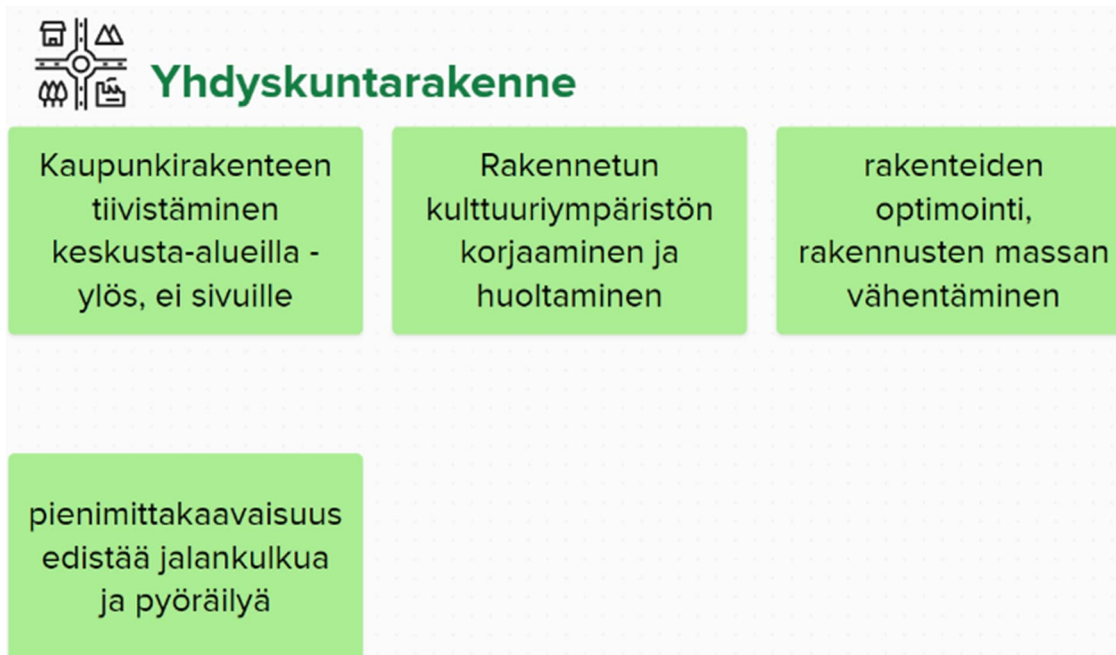 Yhdyskuntarakenne
Kaupunkirakenteen
tiivistäminen
keskusta-alueilla -
ylös, ei sivuille
Rakennetun
kulttuuriympäristön
korjaaminen ja
huoltaminen
rakenteiden
optimointi,
rakennusten massan
vähentäminen
pienimittakaavaisuus
edistää jalankulkua
ja pyöräilyä